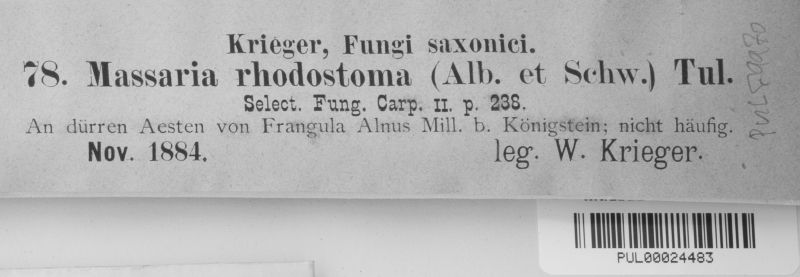 Krieger, Fungi saxonici.
78. Massaria rhodostoma (Alb. et Schw.) Tul.
Select. Fung. Carp. II. p. 238.
An dürren Aesten von Frangula Alnus Mill. b. Königstein; nicht häufig.
Nov. 1884.
leg. W. Krieger.
PUL00024483